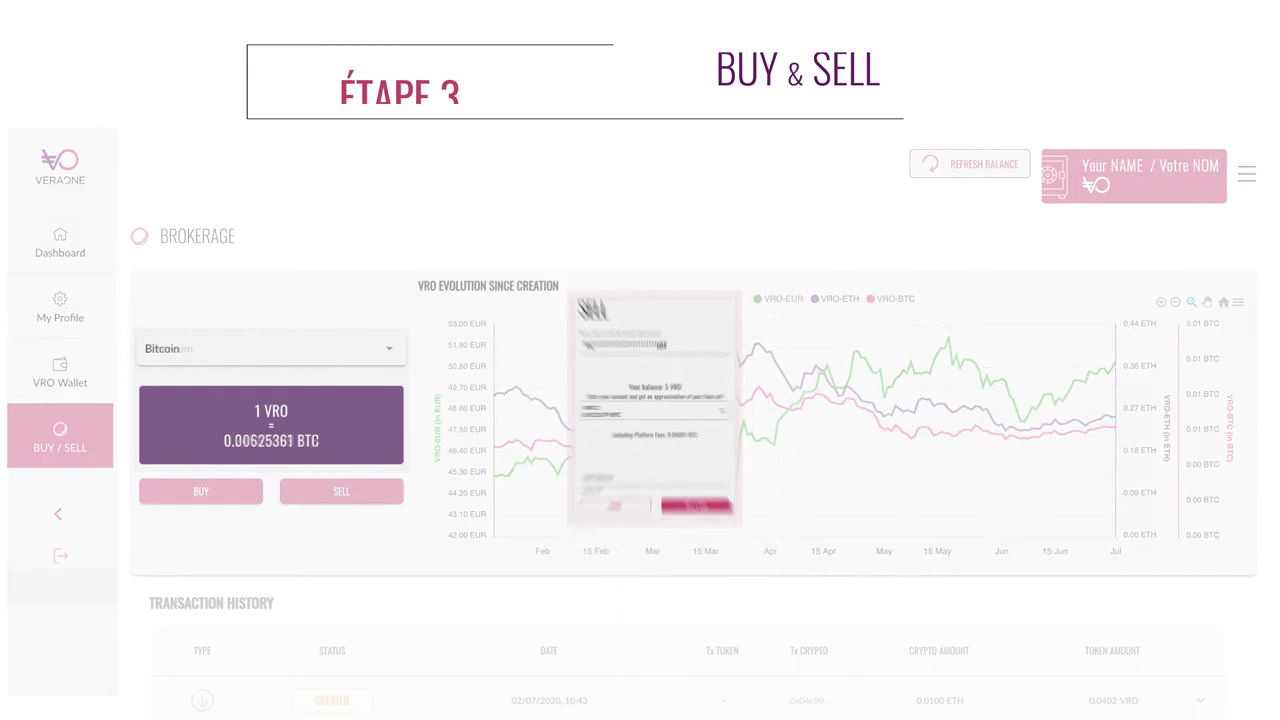 ÉTAPE 3
BUY & SELL
VERAONE
REFRESH BALANCE
Your NAME / Votre NOM
Dashboard
My Profile
VRO Wallet
BUY / SELL
BROKERAGE
Bitcoin
1 VRO
=
0.00625361 BTC
BUY
SELL
VRO EVOLUTION SINCE CREATION
VRO-EUR
VRO-ETH
VRO-BTC
53.00 EUR
51.90 EUR
50.80 EUR
49.70 EUR
48.60 EUR
47.50 EUR
46.40 EUR
45.30 EUR
44.20 EUR
43.10 EUR
42.00 EUR
VRO-EUR (in EUR)
Your balance: 5 VRO
Including Platform Fees: 0.00001 BTC
0.44 ETH
0.36 ETH
0.27 ETH
0.18 ETH
0.09 ETH
0.00 ETH
VRO-ETH (in ETH)
0.01 BTC
0.01 BTC
0.01 BTC
0.01 BTC
0.00 BTC
0.00 BTC
0.00 BTC
VRO-BTC (in BTC)
Feb
15 Feb
Mar
15 Mar
Apr
15 Apr
May
15 May
Jun
15 Jun
Jul
TRANSACTION HISTORY
TYPE
STATUS
DATE
Tx TOKEN
Tx CRYPTO
CRYPTO AMOUNT
TOKEN AMOUNT
CREATED
02/07/2020, 10:43
-
0x04c90...
0.0100 ETH
0.0402 VRO